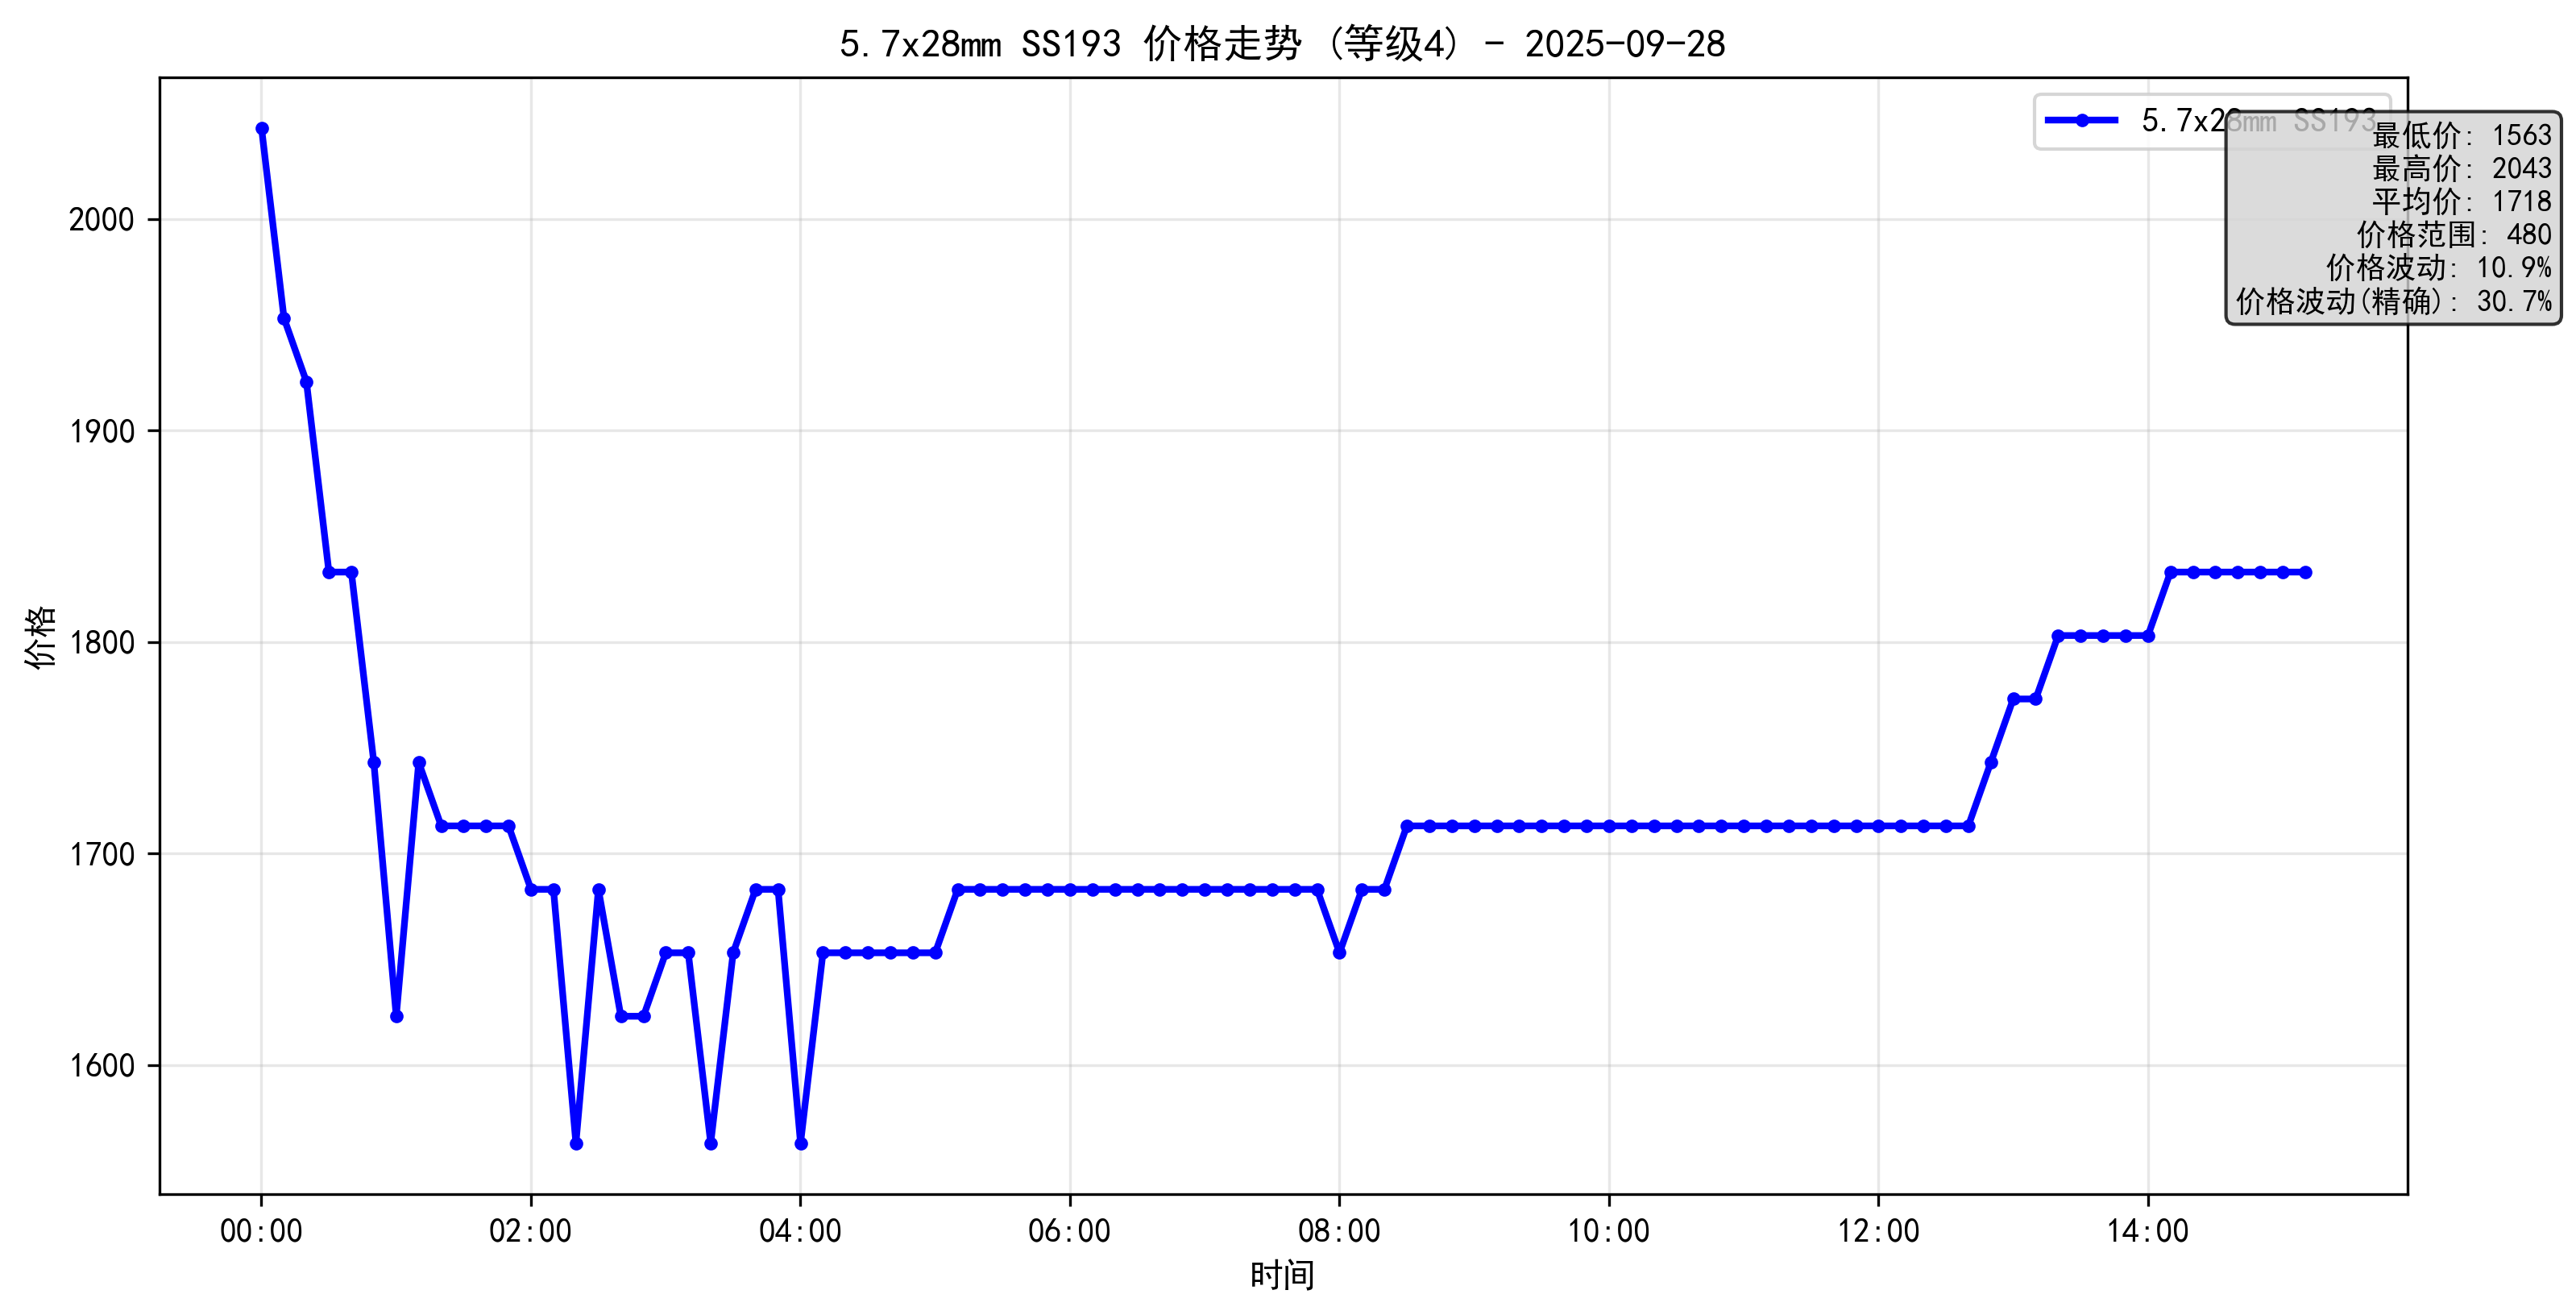 5.7x28mm SS193 价格走势 (等级4) - 2025-09-28
5.7x28mm SS193
最低价: 1563
最高价: 2043
平均价: 1718
价格范围: 480
价格波动: 10.9%
价格波动(精确): 30.7%
价格
2000
1900
1800
1700
1600
00:00 02:00 04:00 06:00 08:00 10:00 12:00 14:00
时间